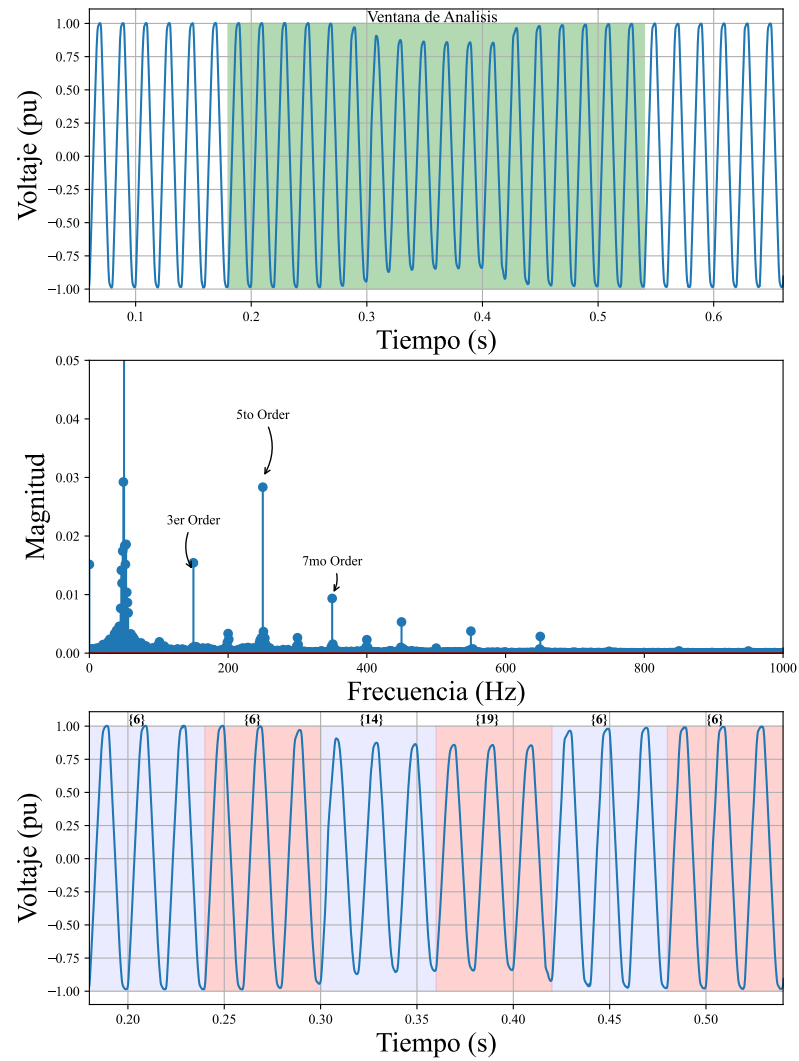 Ventana de Analisis
1.00
0.75
0.50
0.25
0.00
−0.25
−0.50
−0.75
−1.00
Voltaje (pu)
0.1 0.2 0.3 0.4 0.5 0.6
Tiempo (s)
0.05
0.04
0.03
0.02
0.01
0.00
Magnitud
5to Order
3er Order
7mo Order
0 200 400 600 800 1000
Frecuencia (Hz)
{6} {6} {14} {19} {6} {6}
1.00
0.75
0.50
0.25
0.00
−0.25
−0.50
−0.75
−1.00
Voltaje (pu)
0.20 0.25 0.30 0.35 0.40 0.45 0.50
Tiempo (s)